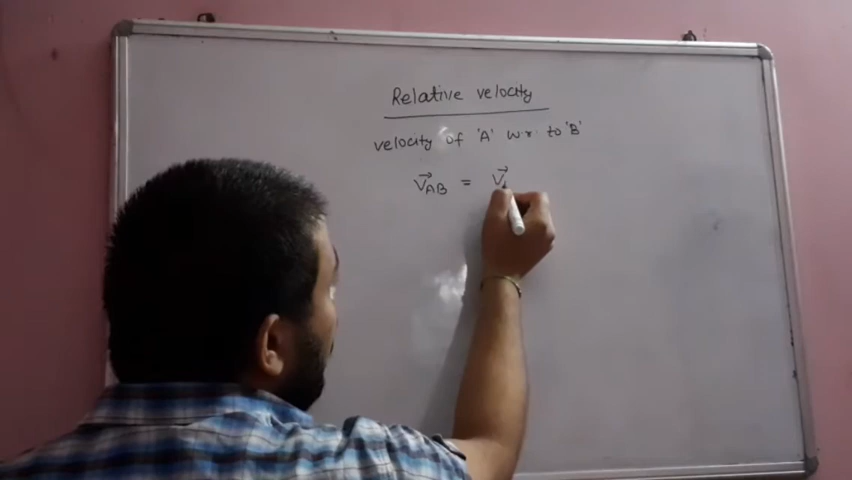 Relative velocity
velocity of 'A' w.r. to 'B'
V⃗AB = V⃗